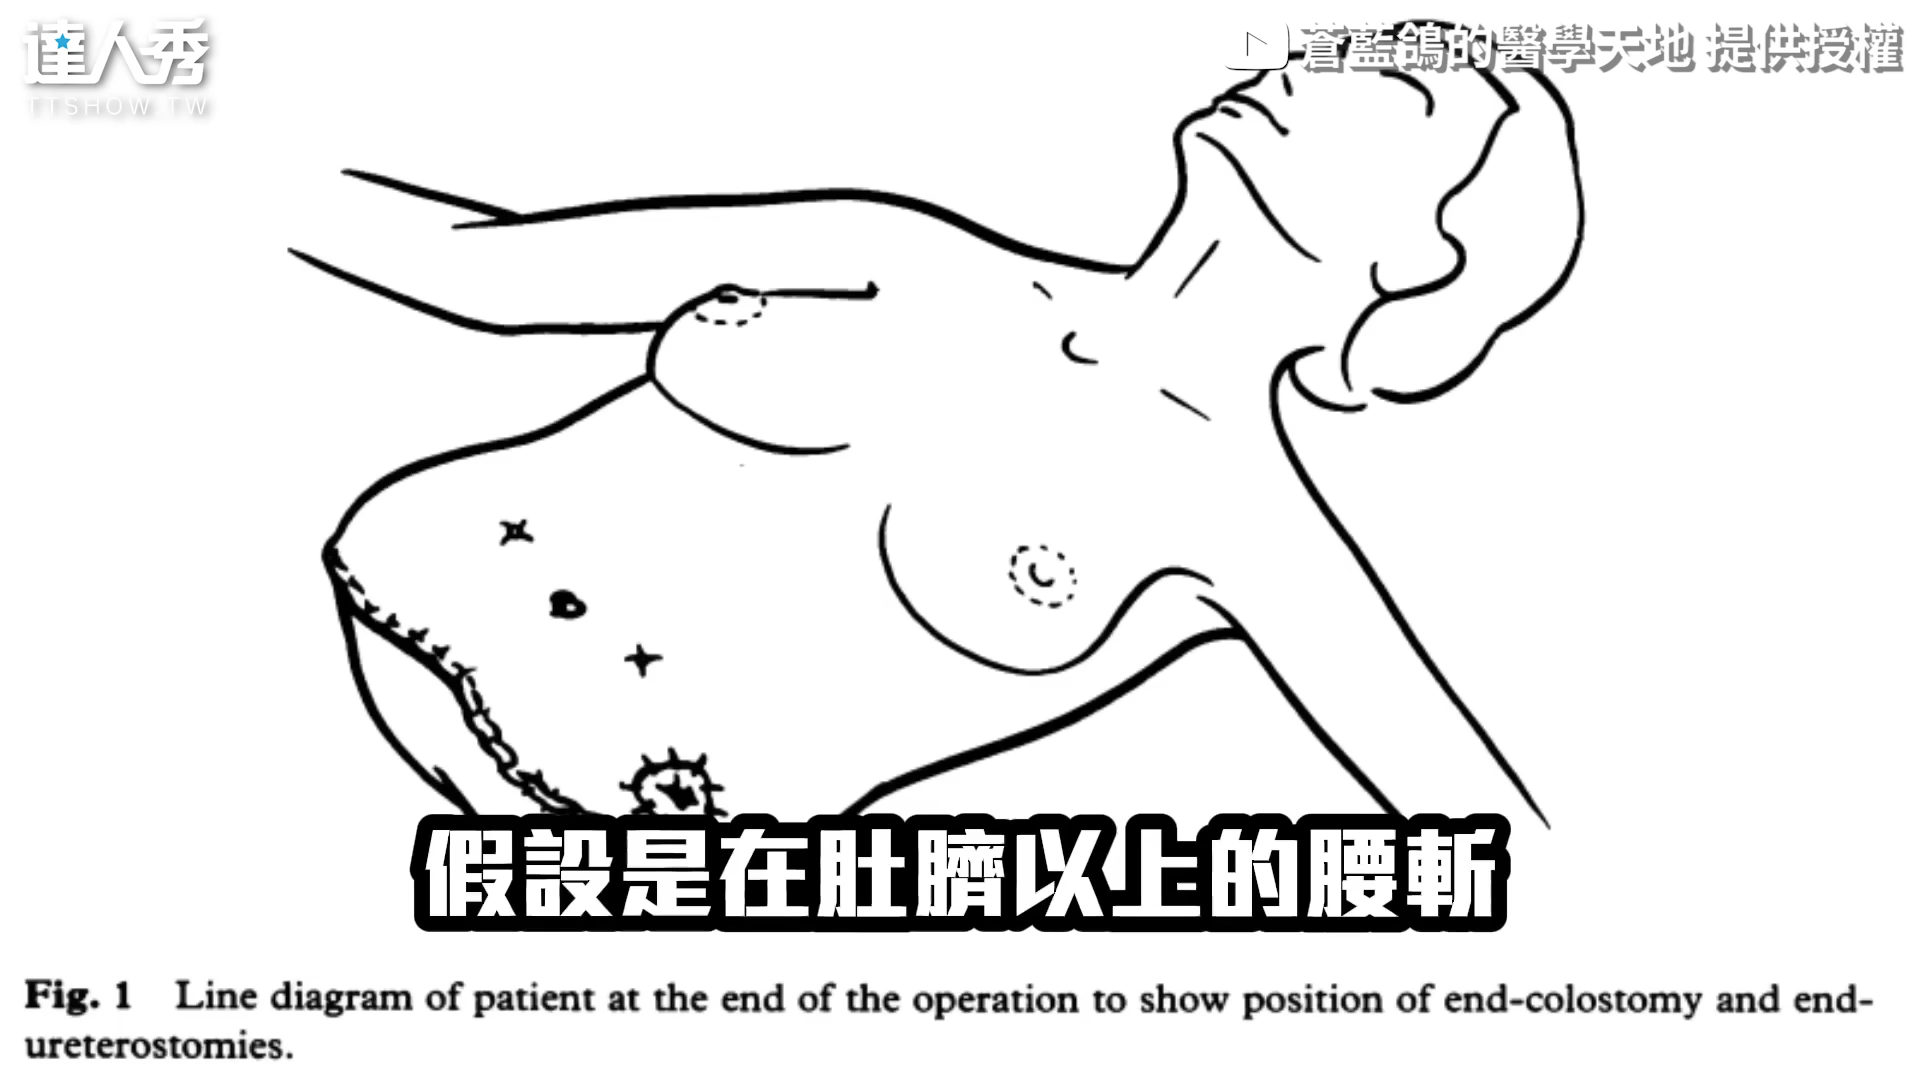 達人秀
TTSHOW.TW
蒼藍鴿的醫學天地 提供授權
假設是在肚臍以上的腰斬
Fig. 1 Line diagram of patient at the end of the operation to show position of end-colostomy and end-
ureterostomies.